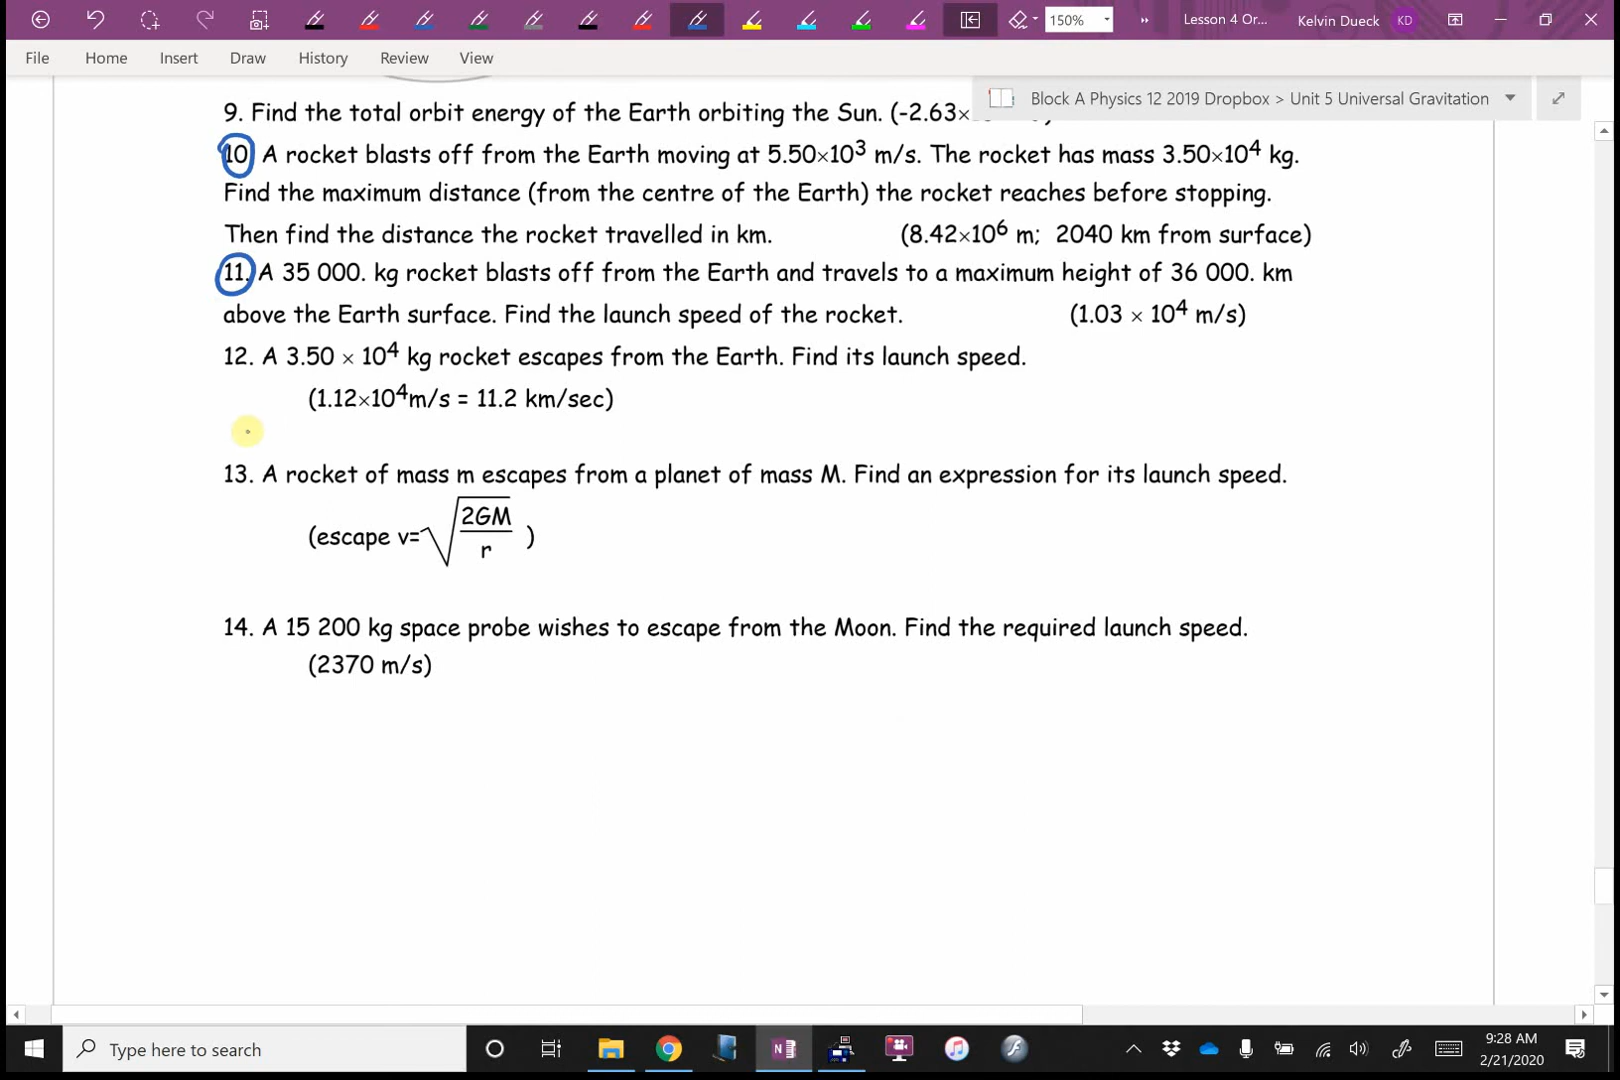 150%
Lesson 4 Or...
Kelvin Dueck
KD
File Home Insert Draw History Review View
Block A Physics 12 2019 Dropbox > Unit 5 Universal Gravitation
9. Find the total orbit energy of the Earth orbiting the Sun. (-2.63×
10. A rocket blasts off from the Earth moving at 5.50×10³ m/s. The rocket has mass 3.50×10⁴ kg.
Find the maximum distance (from the centre of the Earth) the rocket reaches before stopping.
Then find the distance the rocket travelled in km. (8.42×10⁶ m; 2040 km from surface)
11. A 35 000. kg rocket blasts off from the Earth and travels to a maximum height of 36 000. km
above the Earth surface. Find the launch speed of the rocket. (1.03 × 10⁴ m/s)
12. A 3.50 × 10⁴ kg rocket escapes from the Earth. Find its launch speed.
(1.12×10⁴m/s = 11.2 km/sec)
13. A rocket of mass m escapes from a planet of mass M. Find an expression for its launch speed.
(escape v=√(2GM/r) )
14. A 15 200 kg space probe wishes to escape from the Moon. Find the required launch speed.
(2370 m/s)
Type here to search
N
9:28 AM
2/21/2020